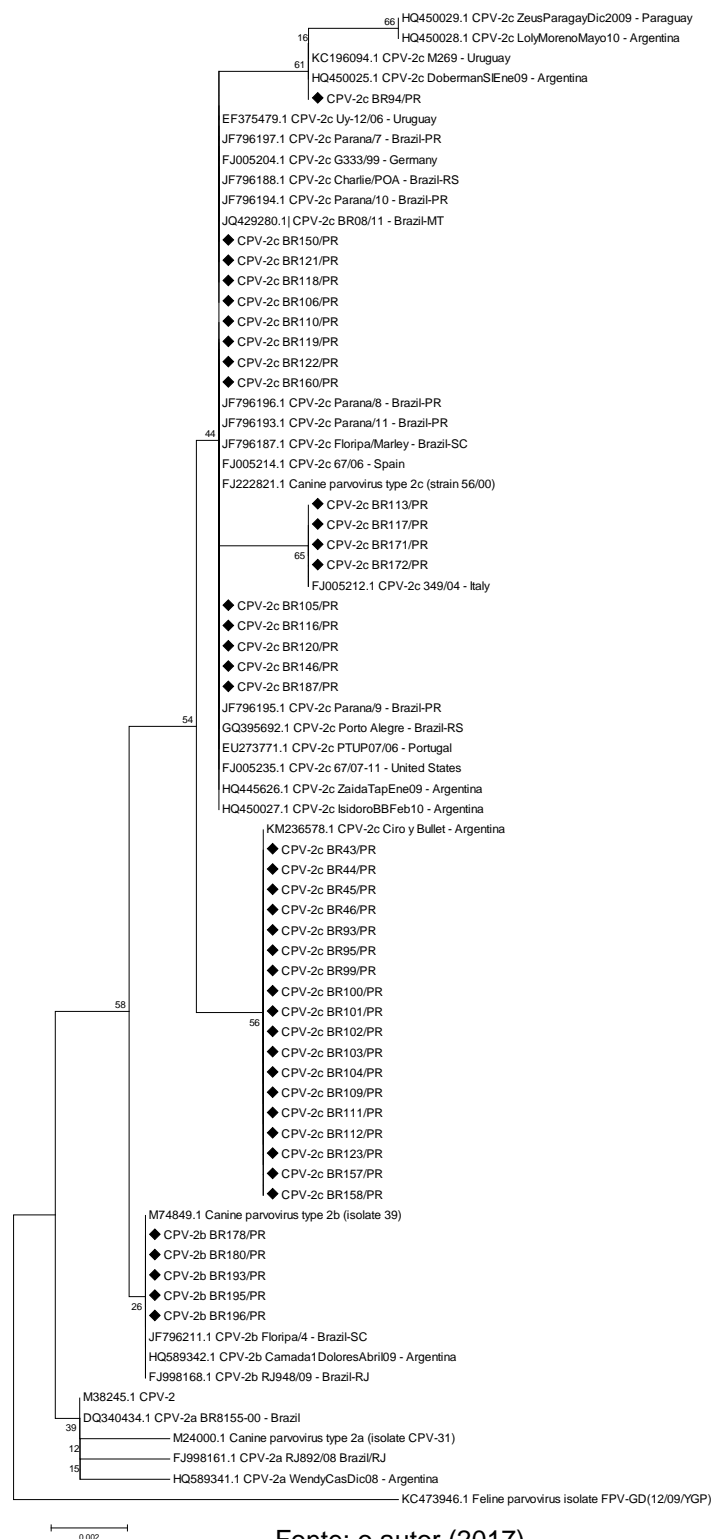 66
HQ450029.1 CPV-2c ZeusParagayDic2009 - Paraguay
HQ450028.1 CPV-2c LolyMorenoMayo10 - Argentina
16
KC196094.1 CPV-2c M269 - Uruguay
61
HQ450025.1 CPV-2c DobermanSIEne09 - Argentina
◆ CPV-2c BR94/PR
EF375479.1 CPV-2c Uy-12/06 - Uruguay
JF796197.1 CPV-2c Parana/7 - Brazil-PR
FJ005204.1 CPV-2c G333/99 - Germany
JF796188.1 CPV-2c Charlie/POA - Brazil-RS
JF796194.1 CPV-2c Parana/10 - Brazil-PR
JQ429280.1| CPV-2c BR08/11 - Brazil-MT
◆ CPV-2c BR150/PR
◆ CPV-2c BR121/PR
◆ CPV-2c BR118/PR
◆ CPV-2c BR106/PR
◆ CPV-2c BR110/PR
◆ CPV-2c BR119/PR
◆ CPV-2c BR122/PR
◆ CPV-2c BR160/PR
JF796196.1 CPV-2c Parana/8 - Brazil-PR
JF796193.1 CPV-2c Parana/11 - Brazil-PR
44
JF796187.1 CPV-2c Floripa/Marley - Brazil-SC
FJ005214.1 CPV-2c 67/06 - Spain
FJ222821.1 Canine parvovirus type 2c (strain 56/00)
◆ CPV-2c BR113/PR
◆ CPV-2c BR117/PR
◆ CPV-2c BR171/PR
65
◆ CPV-2c BR172/PR
FJ005212.1 CPV-2c 349/04 - Italy
◆ CPV-2c BR105/PR
◆ CPV-2c BR116/PR
◆ CPV-2c BR120/PR
◆ CPV-2c BR146/PR
◆ CPV-2c BR187/PR
JF796195.1 CPV-2c Parana/9 - Brazil-PR
54
GQ395692.1 CPV-2c Porto Alegre - Brazil-RS
EU273771.1 CPV-2c PTUP07/06 - Portugal
FJ005235.1 CPV-2c 67/07-11 - United States
HQ445626.1 CPV-2c ZaidaTapEne09 - Argentina
HQ450027.1 CPV-2c IsidoroBBFeb10 - Argentina
KM236578.1 CPV-2c Ciro y Bullet - Argentina
◆ CPV-2c BR43/PR
◆ CPV-2c BR44/PR
◆ CPV-2c BR45/PR
◆ CPV-2c BR46/PR
◆ CPV-2c BR93/PR
◆ CPV-2c BR95/PR
◆ CPV-2c BR99/PR
◆ CPV-2c BR100/PR
58
◆ CPV-2c BR101/PR
56
◆ CPV-2c BR102/PR
◆ CPV-2c BR103/PR
◆ CPV-2c BR104/PR
◆ CPV-2c BR109/PR
◆ CPV-2c BR111/PR
◆ CPV-2c BR112/PR
◆ CPV-2c BR123/PR
◆ CPV-2c BR157/PR
◆ CPV-2c BR158/PR
M74849.1 Canine parvovirus type 2b (isolate 39)
◆ CPV-2b BR178/PR
◆ CPV-2b BR180/PR
◆ CPV-2b BR193/PR
◆ CPV-2b BR195/PR
26
◆ CPV-2b BR196/PR
JF796211.1 CPV-2b Floripa/4 - Brazil-SC
HQ589342.1 CPV-2b Camada1DoloresAbril09 - Argentina
FJ998168.1 CPV-2b RJ948/09 - Brazil-RJ
M38245.1 CPV-2
DQ340434.1 CPV-2a BR8155-00 - Brazil
39
M24000.1 Canine parvovirus type 2a (isolate CPV-31)
12
FJ998161.1 CPV-2a RJ892/08 Brazil/RJ
15
HQ589341.1 CPV-2a WendyCasDic08 - Argentina
KC473946.1 Feline parvovirus isolate FPV-GD(12/09/YGP)
0.002
Fonte: o autor (2017)